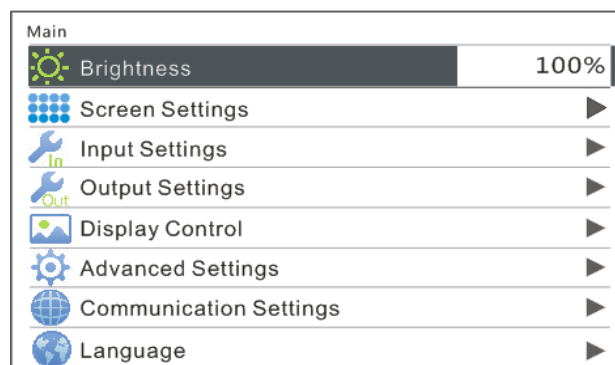 Main
Brightness 100%
Screen Settings
In Input Settings
Out Output Settings
Display Control
Advanced Settings
Communication Settings
Language